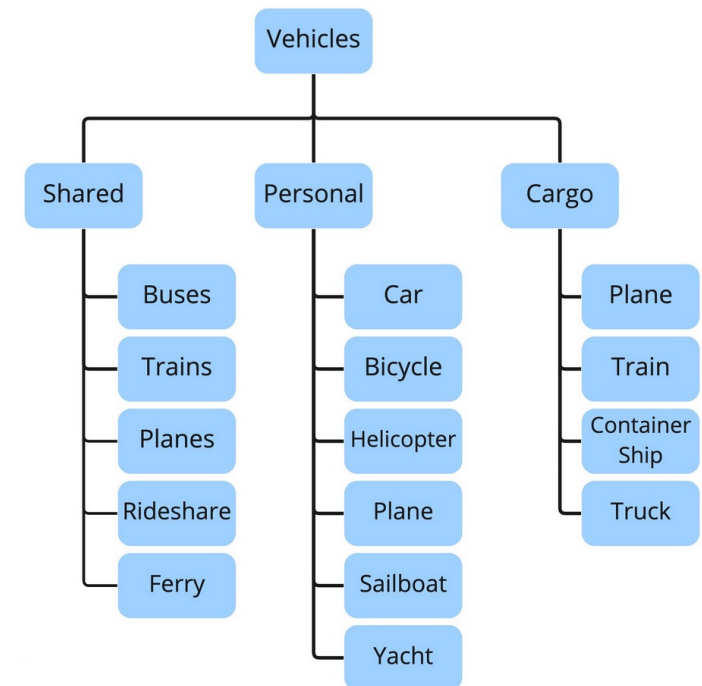 Vehicles
Shared
Personal
Cargo
Buses
Car
Plane
Trains
Bicycle
Train
Planes
Helicopter
Container
Ship
Rideshare
Plane
Truck
Ferry
Sailboat
Yacht